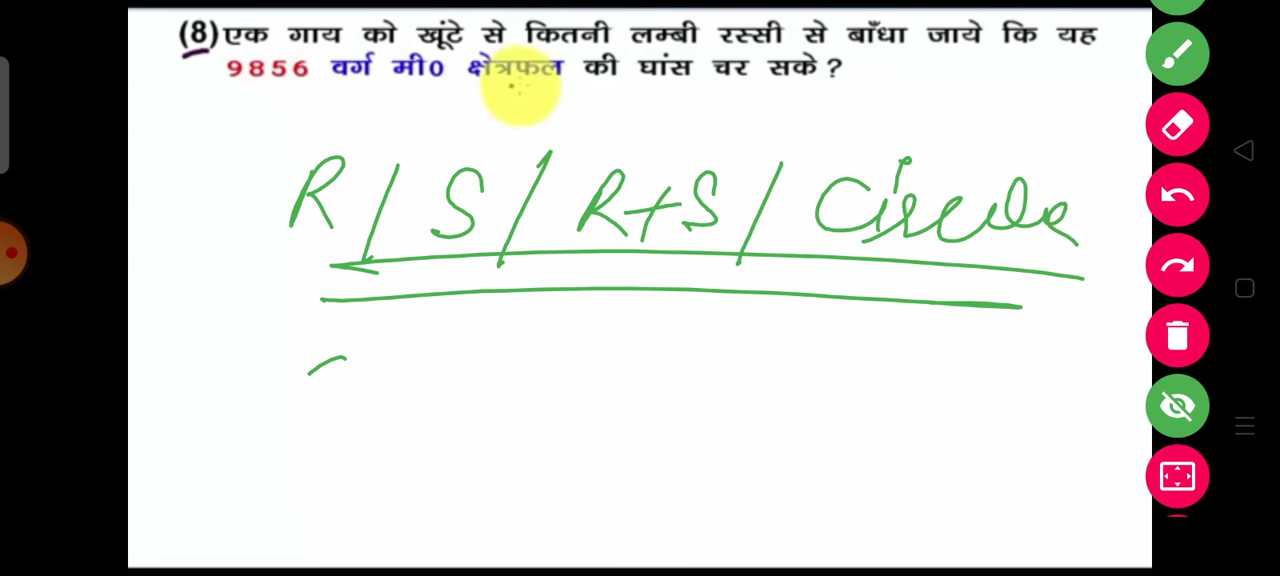 (8) एक गाय को खूंटे से कितनी लम्बी रस्सी से बाँधा जाये कि यह
9856 वर्ग मी0 क्षेत्रफल की घांस चर सके ?
R / S / R+S / Circle